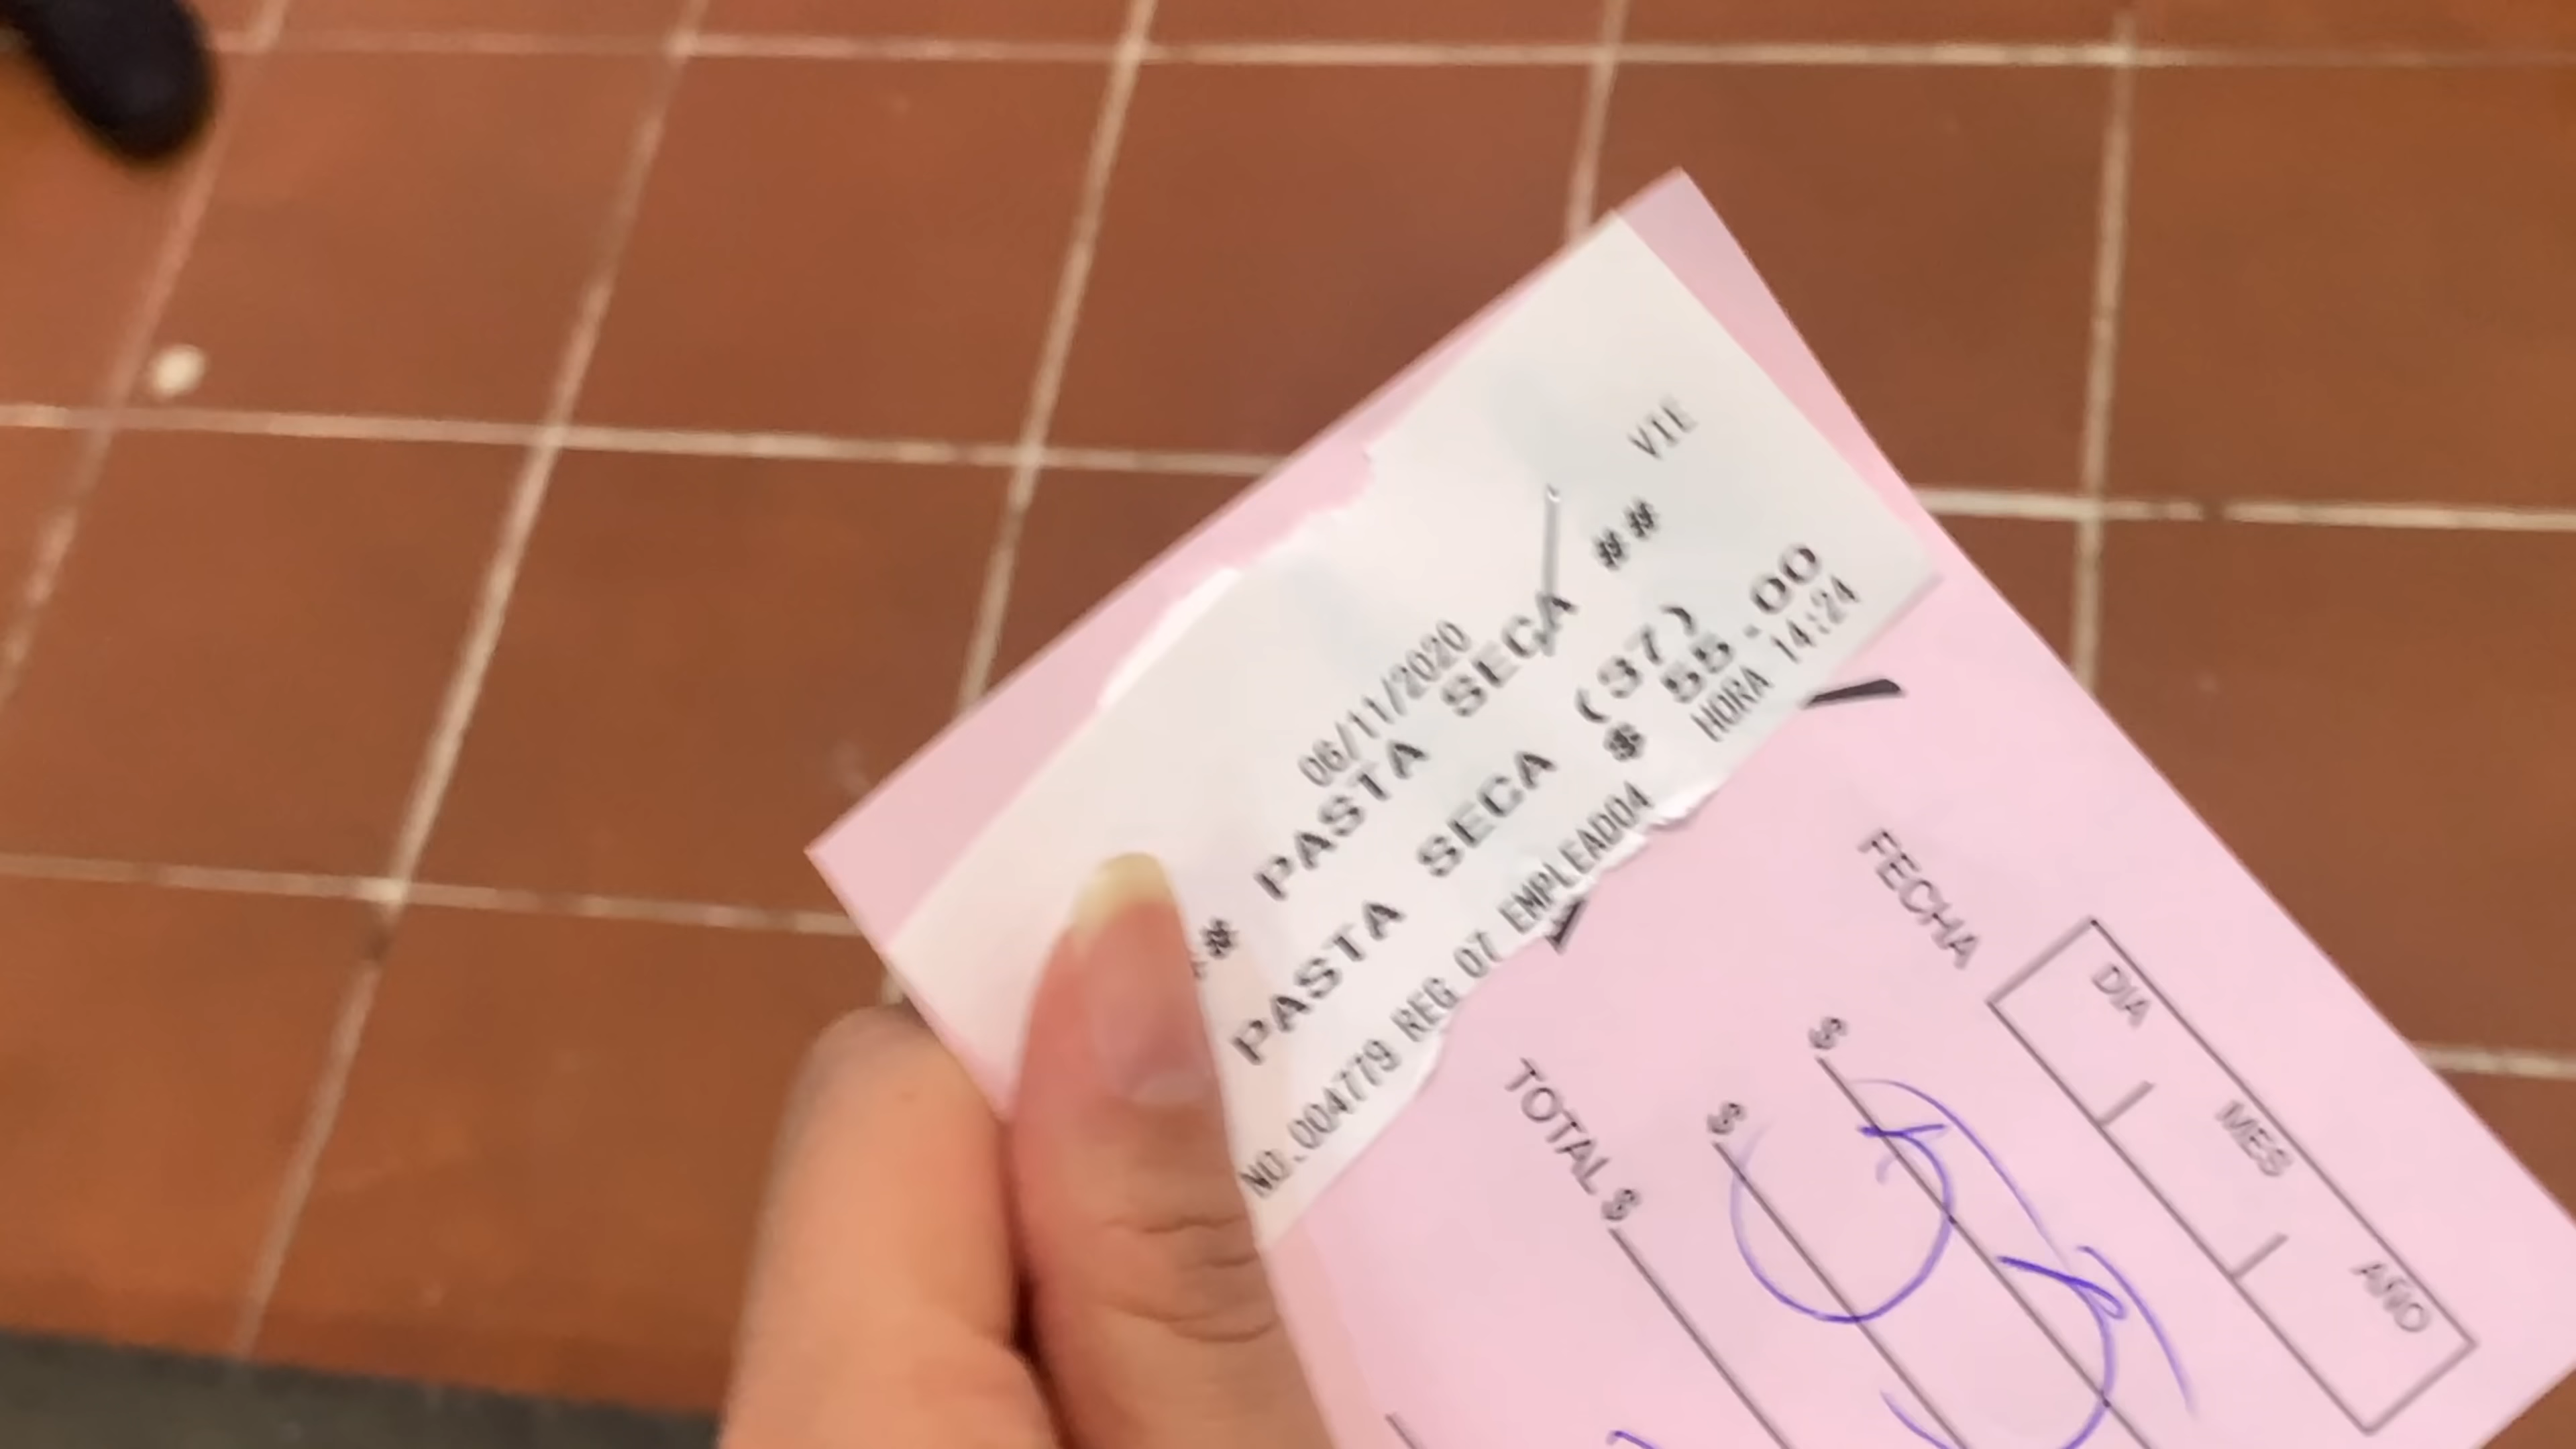 06/11/2020 VIE
** PASTA SECA **
PASTA SECA (37)
$ 55.00
NO.004779 REG 07 EMPLEADO4 HORA 14:24
FECHA
DIA MES AÑO
$
$
TOTAL $
55